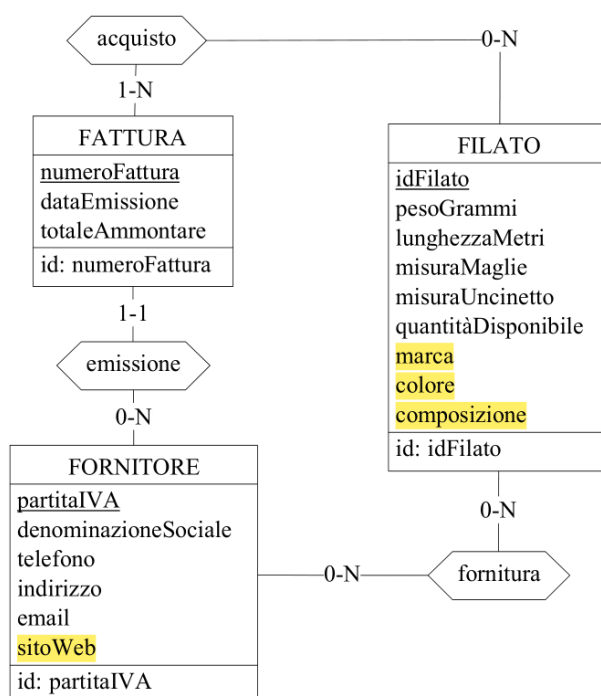 acquisto
0-N
1-N
FATTURA
numeroFattura
dataEmissione
totaleAmmontare
id: numeroFattura
1-1
emissione
0-N
FORNITORE
partitaIVA
denominazioneSociale
telefono
indirizzo
email
sitoWeb
id: partitaIVA
FILATO
idFilato
pesoGrammi
lunghezzaMetri
misuraMaglie
misuraUncinetto
quantitàDisponibile
marca
colore
composizione
id: idFilato
0-N
0-N
fornitura